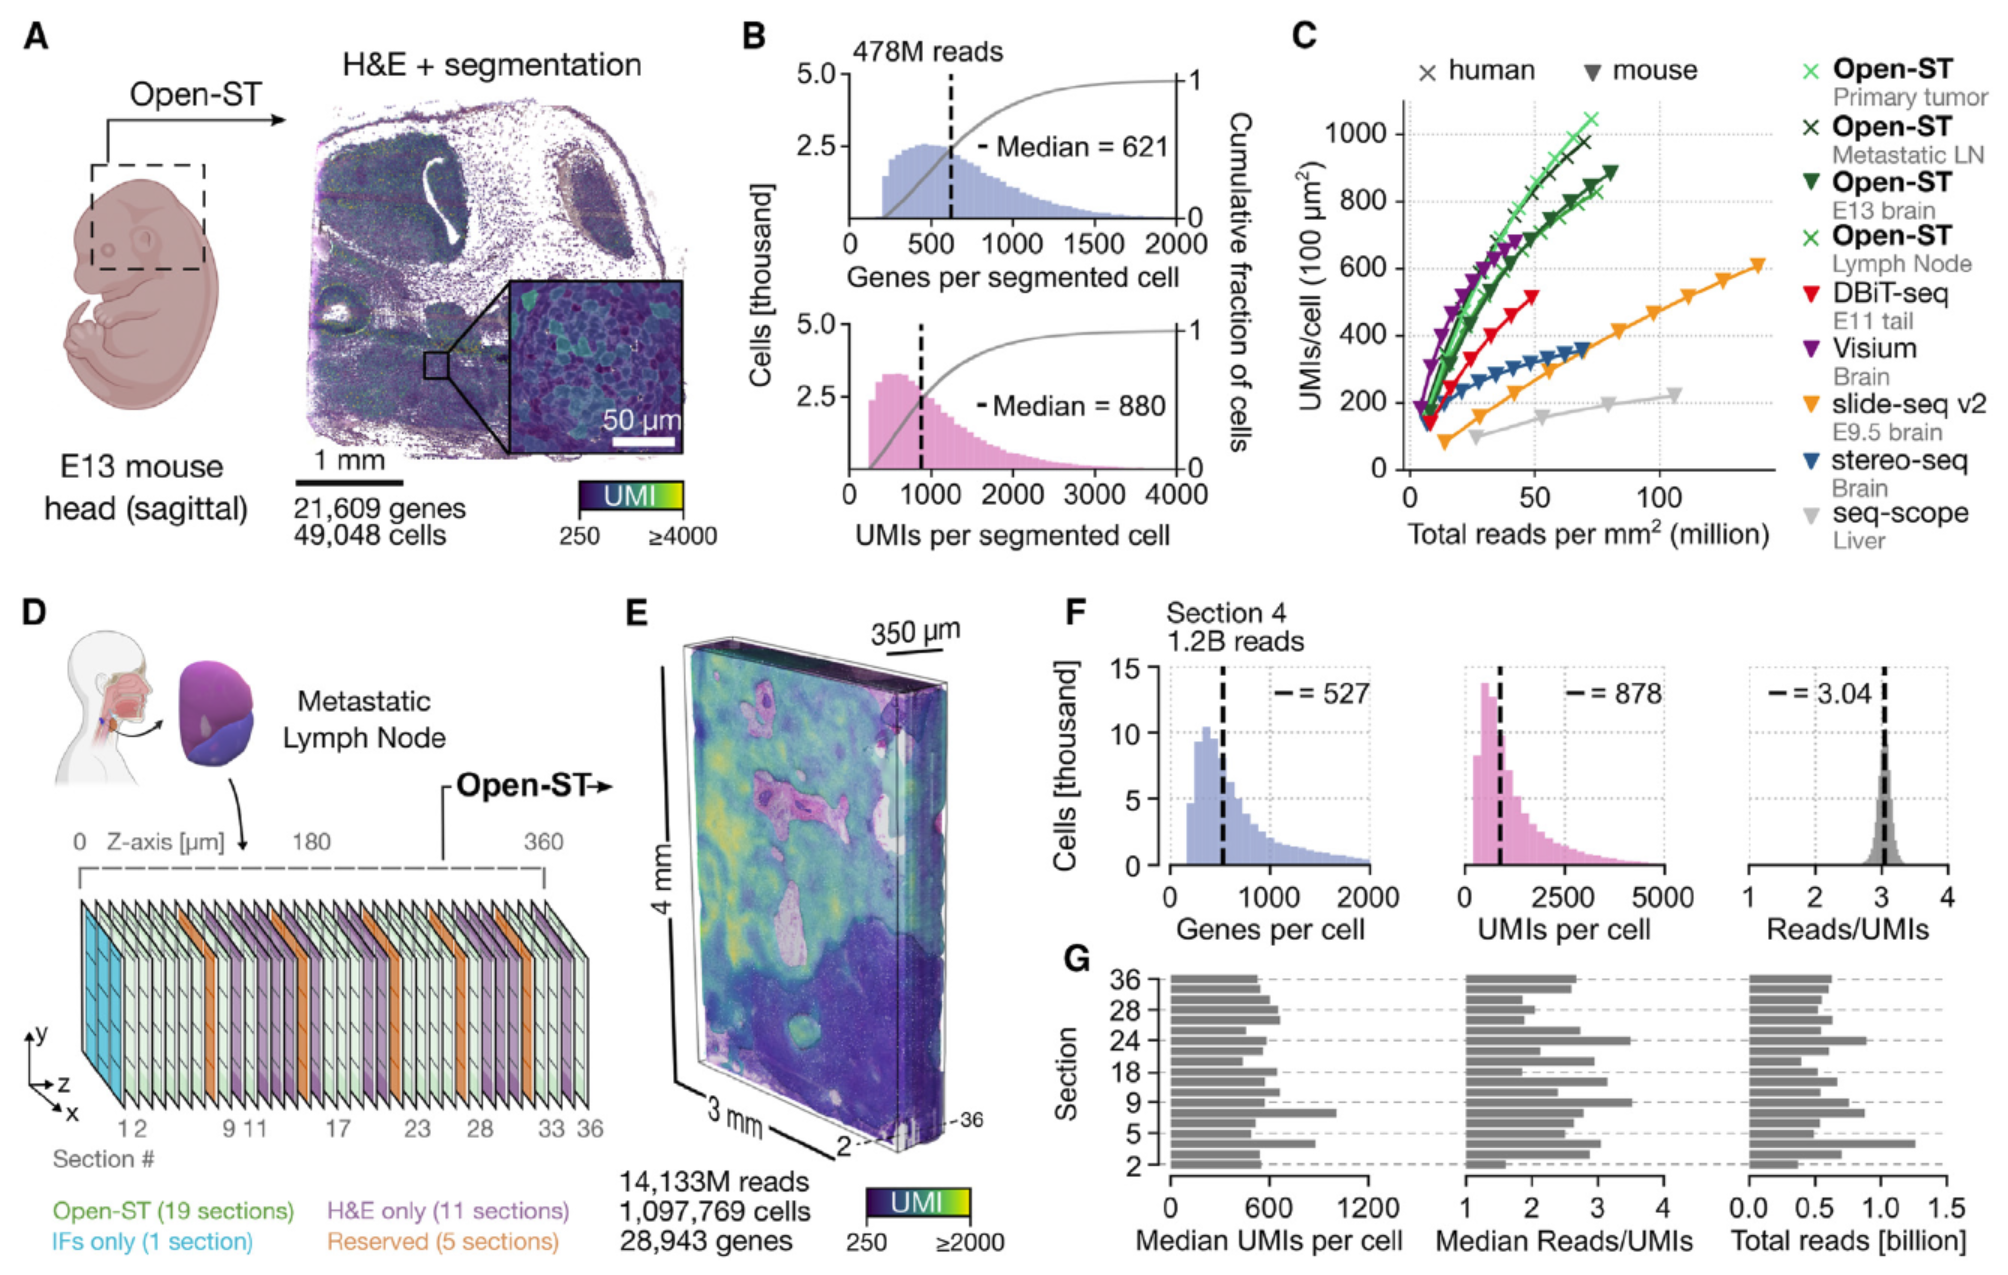 A
Open-ST
H&E + segmentation
50 µm
1 mm
E13 mouse
head (sagittal)
21,609 genes
49,048 cells
UMI
250 ≥4000
B
478M reads
5.0
2.5
1
0
Median = 621
0 500 1000 1500 2000
Genes per segmented cell
Cells [thousand]
Cumulative fraction of cells
5.0
2.5
1
0
Median = 880
0 1000 2000 3000 4000
UMIs per segmented cell
C
human mouse
UMIs/cell (100 µm²)
1000
800
600
400
200
0
0 50 100
Total reads per mm² (million)
Open-ST
Primary tumor
Open-ST
Metastatic LN
Open-ST
E13 brain
Open-ST
Lymph Node
DBiT-seq
E11 tail
Visium
Brain
slide-seq v2
E9.5 brain
stereo-seq
Brain
seq-scope
Liver
D
Metastatic
Lymph Node
Open-ST
0 Z-axis [µm] 180 360
y
z
x
1 2 9 11 17 23 28 33 36
Section #
Open-ST (19 sections) H&E only (11 sections)
IFs only (1 section) Reserved (5 sections)
E
350 µm
4 mm
3 mm
2
36
14,133M reads
1,097,769 cells
28,943 genes
UMI
250 ≥2000
F
Section 4
1.2B reads
Cells [thousand]
15
10
5
0
= 527
0 1000 2000
Genes per cell
= 878
0 2500 5000
UMIs per cell
= 3.04
1 2 3 4
Reads/UMIs
G
Section
36
28
24
18
9
5
2
0 600 1200
Median UMIs per cell
1 2 3 4
Median Reads/UMIs
0.0 0.5 1.0 1.5
Total reads [billion]